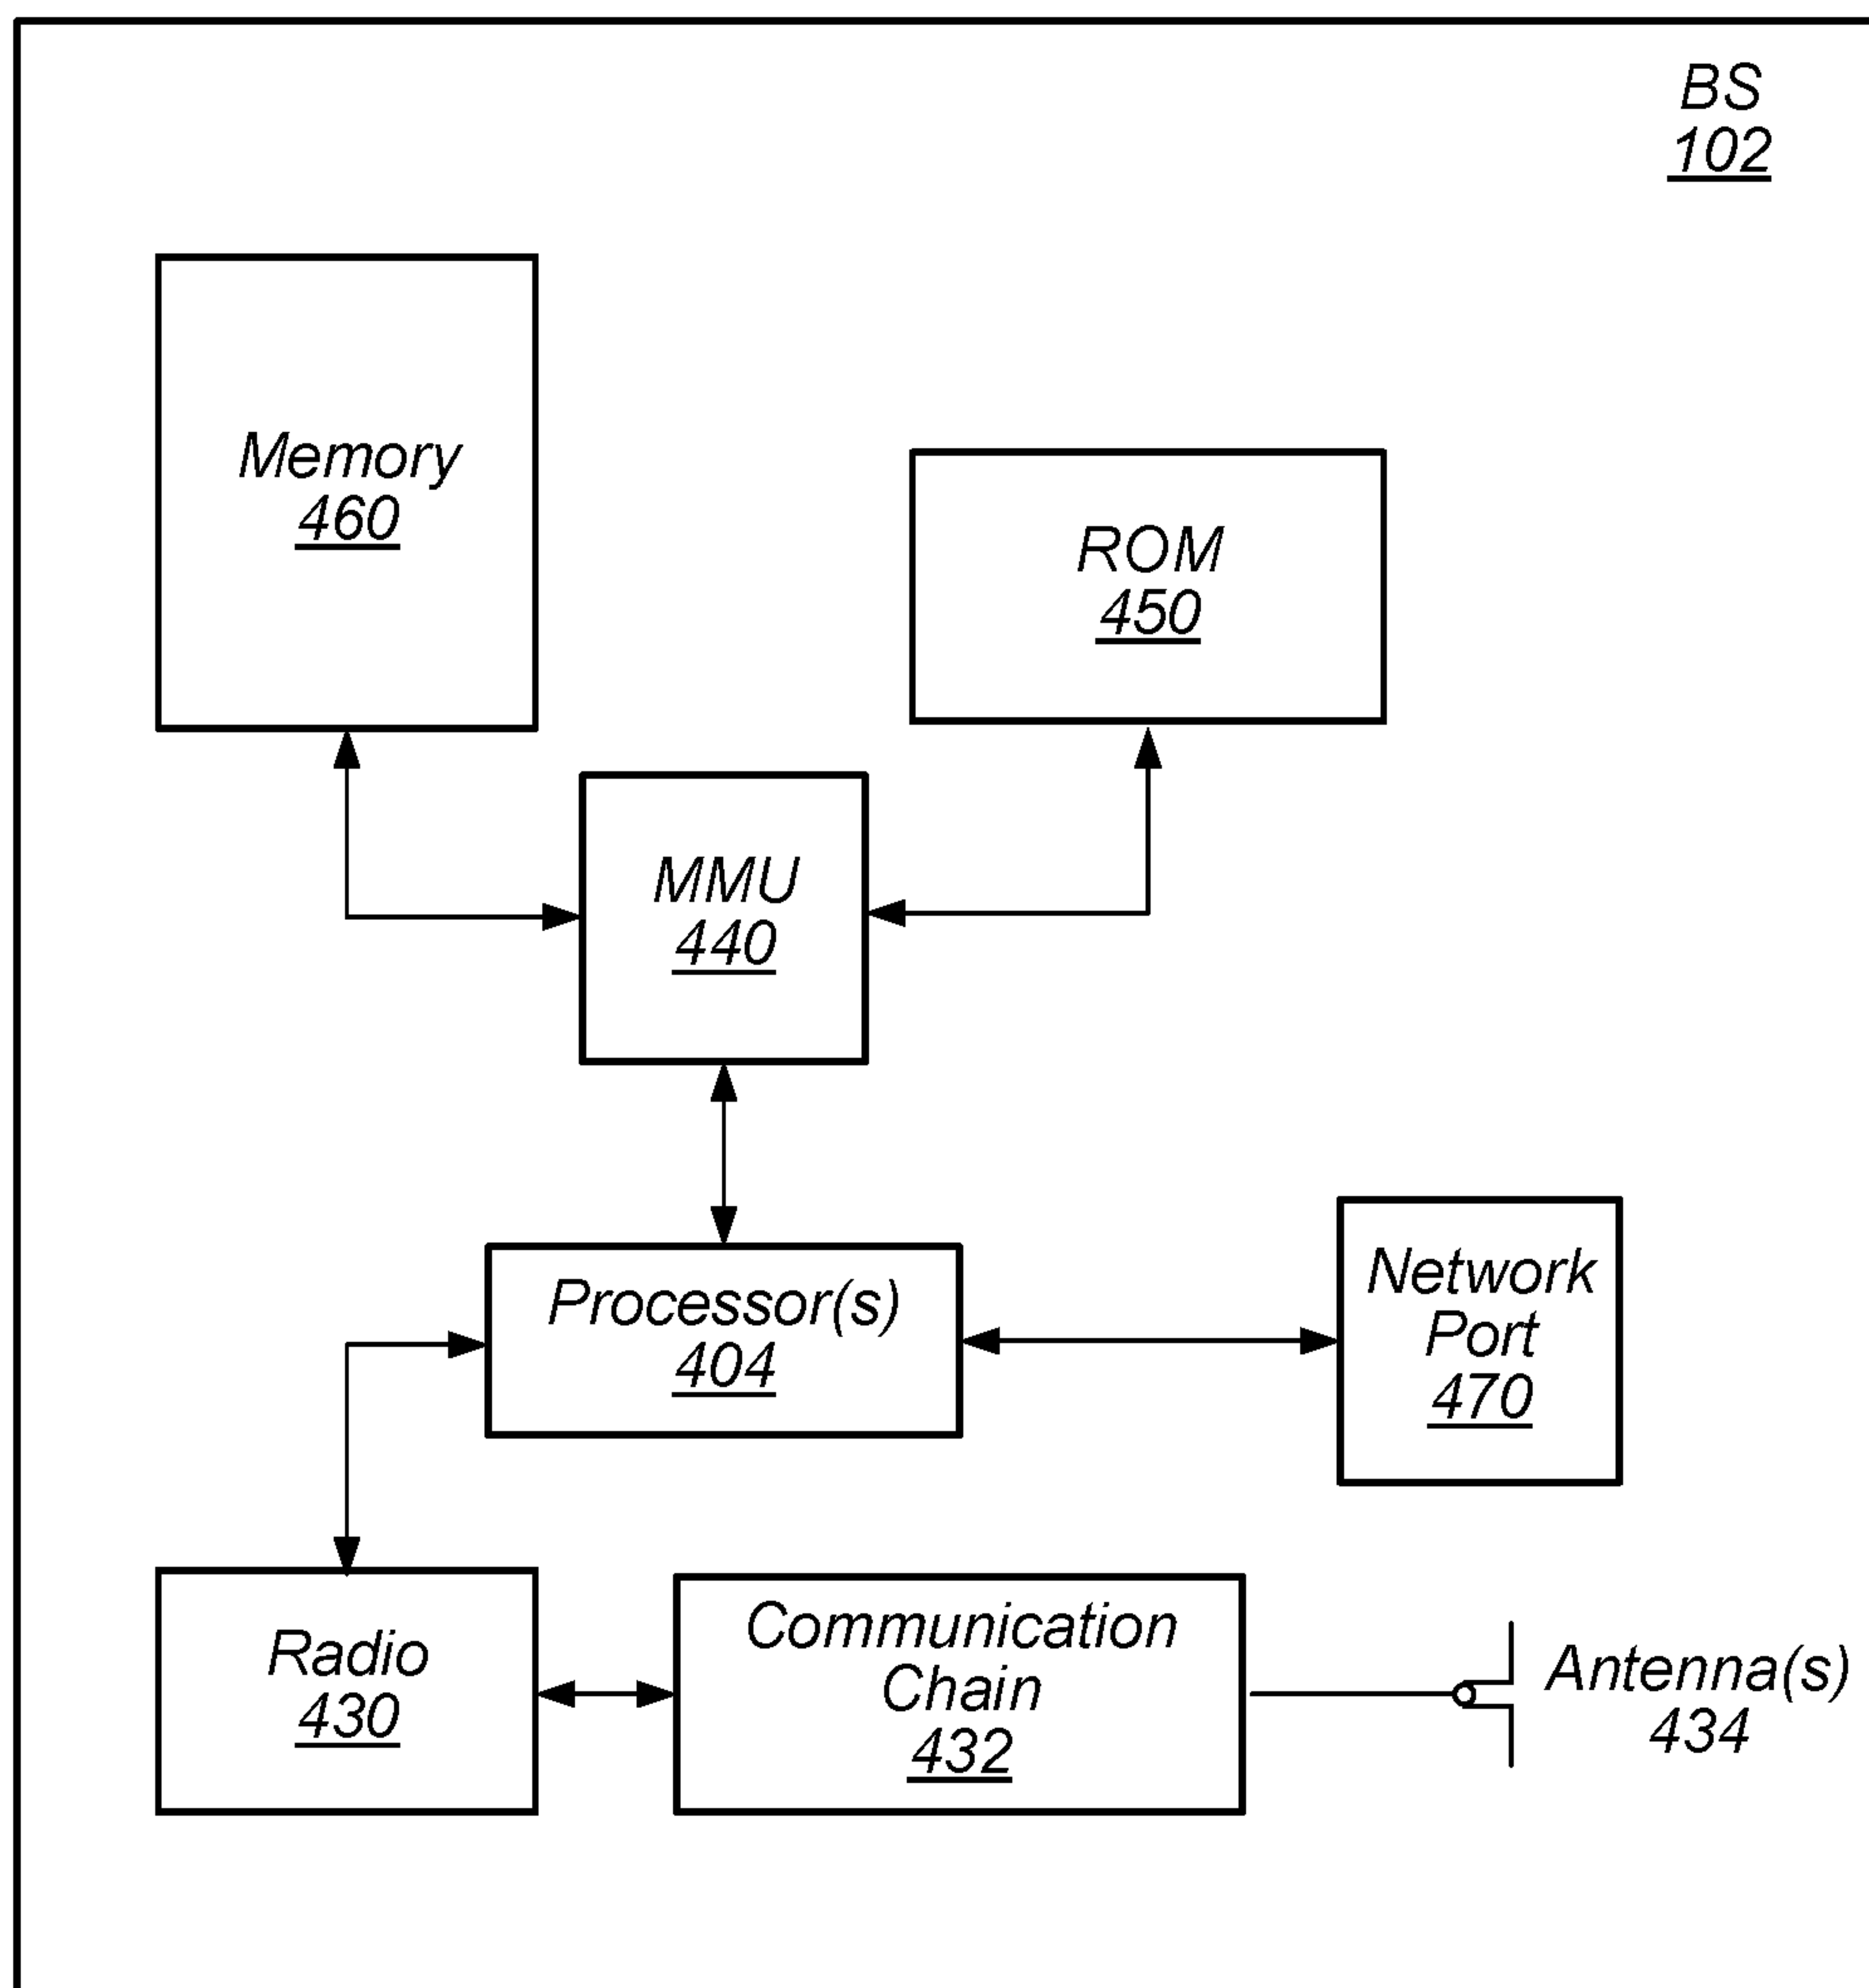 BS
102
Memory
460
ROM
450
MMU
440
Processor(s)
404
Network
Port
470
Radio
430
Communication
Chain
432
Antenna(s)
434